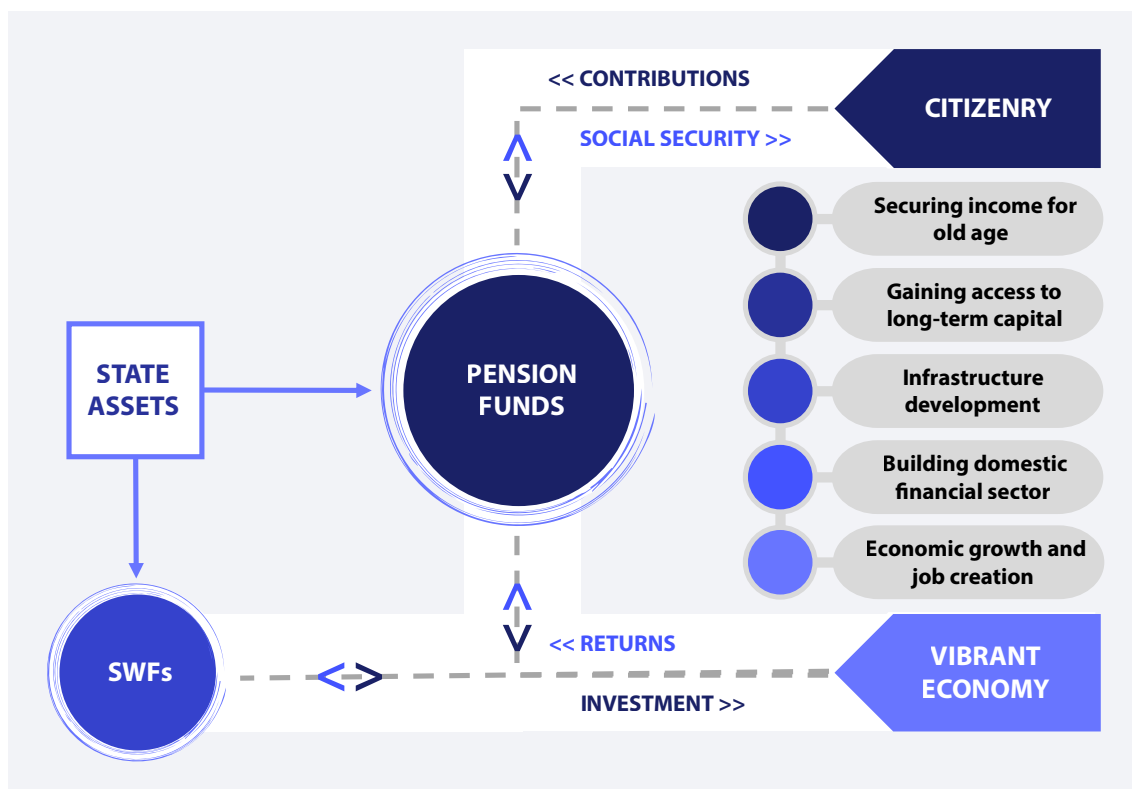 << CONTRIBUTIONS
CITIZENRY
SOCIAL SECURITY >>
Securing income for
old age
Gaining access to
long-term capital
Infrastructure
development
Building domestic
financial sector
Economic growth and
job creation
STATE
ASSETS
PENSION
FUNDS
SWFs
<< RETURNS
INVESTMENT >>
VIBRANT
ECONOMY